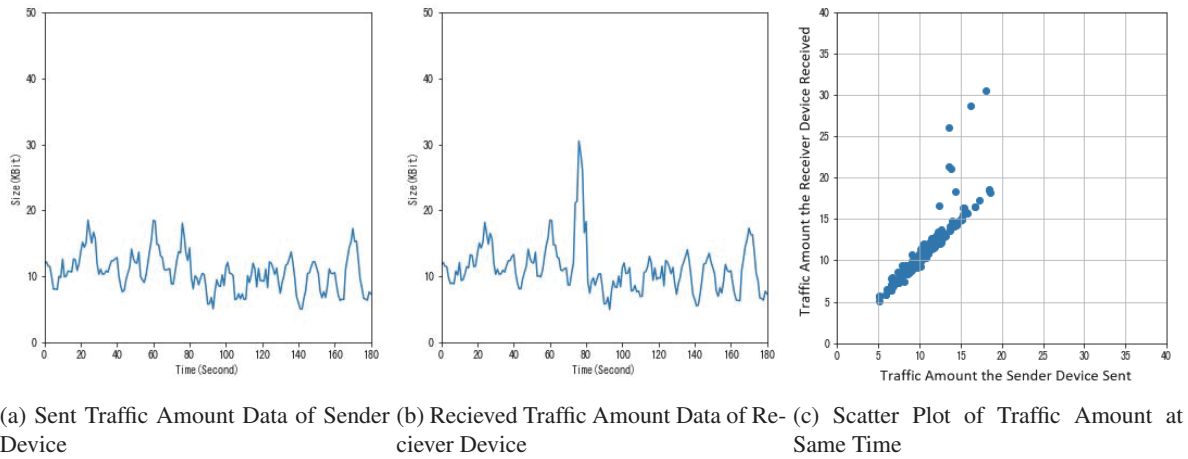 50
40
30
20
10
0
Size(KBit)
0 20 40 60 80 100 120 140 160 180
Time(Second)
50
40
30
20
10
0
Size(KBit)
0 20 40 60 80 100 120 140 160 180
Time(Second)
40
35
30
25
20
15
10
5
0
Traffic Amount the Receiver Device Received
0 5 10 15 20 25 30 35 40
Traffic Amount the Sender Device Sent
(a) Sent Traffic Amount Data of Sender
Device
(b) Recieved Traffic Amount Data of Re-
ciever Device
(c) Scatter Plot of Traffic Amount at
Same Time